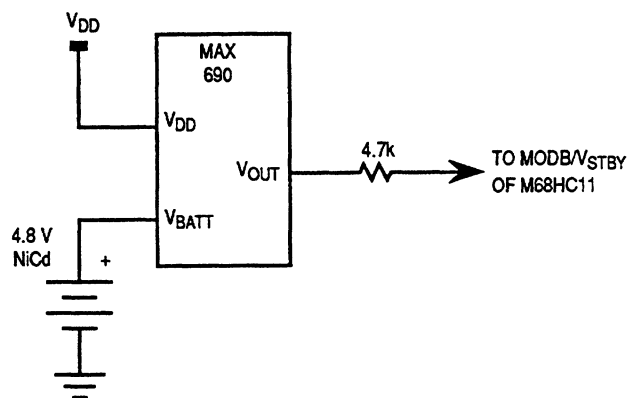 VDD
MAX
690
VDD
4.7k
VOUT
TO MODB/VSTBY
OF M68HC11
VBATT
4.8 V
NiCd
+